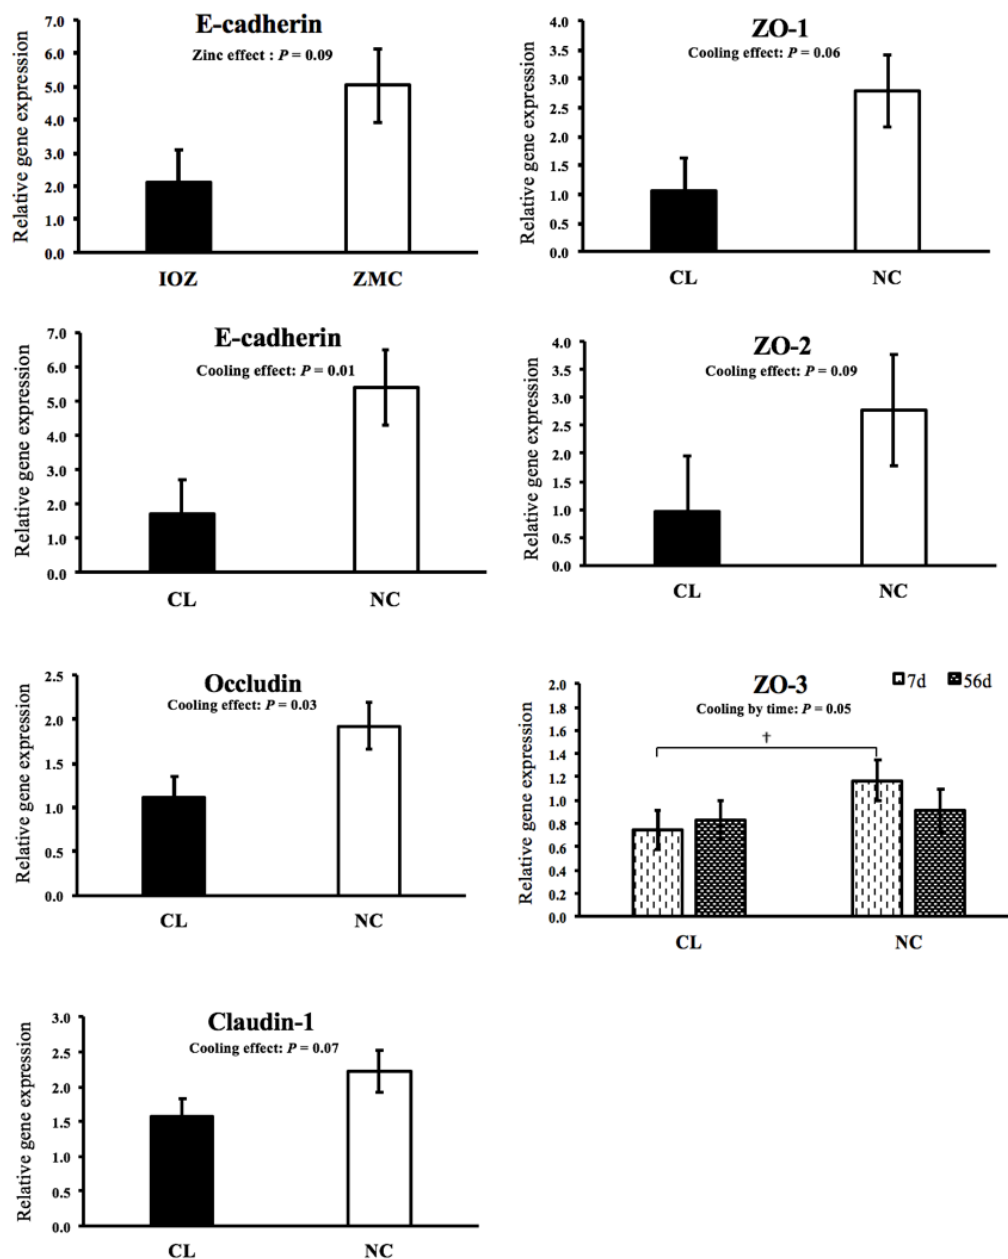 E-cadherin
Zinc effect : P = 0.09
Relative gene expression
7.0
6.0
5.0
4.0
3.0
2.0
1.0
0.0
IOZ ZMC
ZO-1
Cooling effect: P = 0.06
Relative gene expression
4.0
3.5
3.0
2.5
2.0
1.5
1.0
0.5
0.0
CL NC
E-cadherin
Cooling effect: P = 0.01
Relative gene expression
7.0
6.0
5.0
4.0
3.0
2.0
1.0
0.0
CL NC
ZO-2
Cooling effect: P = 0.09
Relative gene expression
4.0
3.5
3.0
2.5
2.0
1.5
1.0
0.5
0.0
CL NC
Occludin
Cooling effect: P = 0.03
Relative gene expression
2.5
2.0
1.5
1.0
0.5
0.0
CL NC
ZO-3
7d 56d
Cooling by time: P = 0.05
†
Relative gene expression
2.0
1.8
1.6
1.4
1.2
1.0
0.8
0.6
0.4
0.2
0.0
CL NC
Claudin-1
Cooling effect: P = 0.07
Relative gene expression
3.0
2.5
2.0
1.5
1.0
0.5
0.0
CL NC